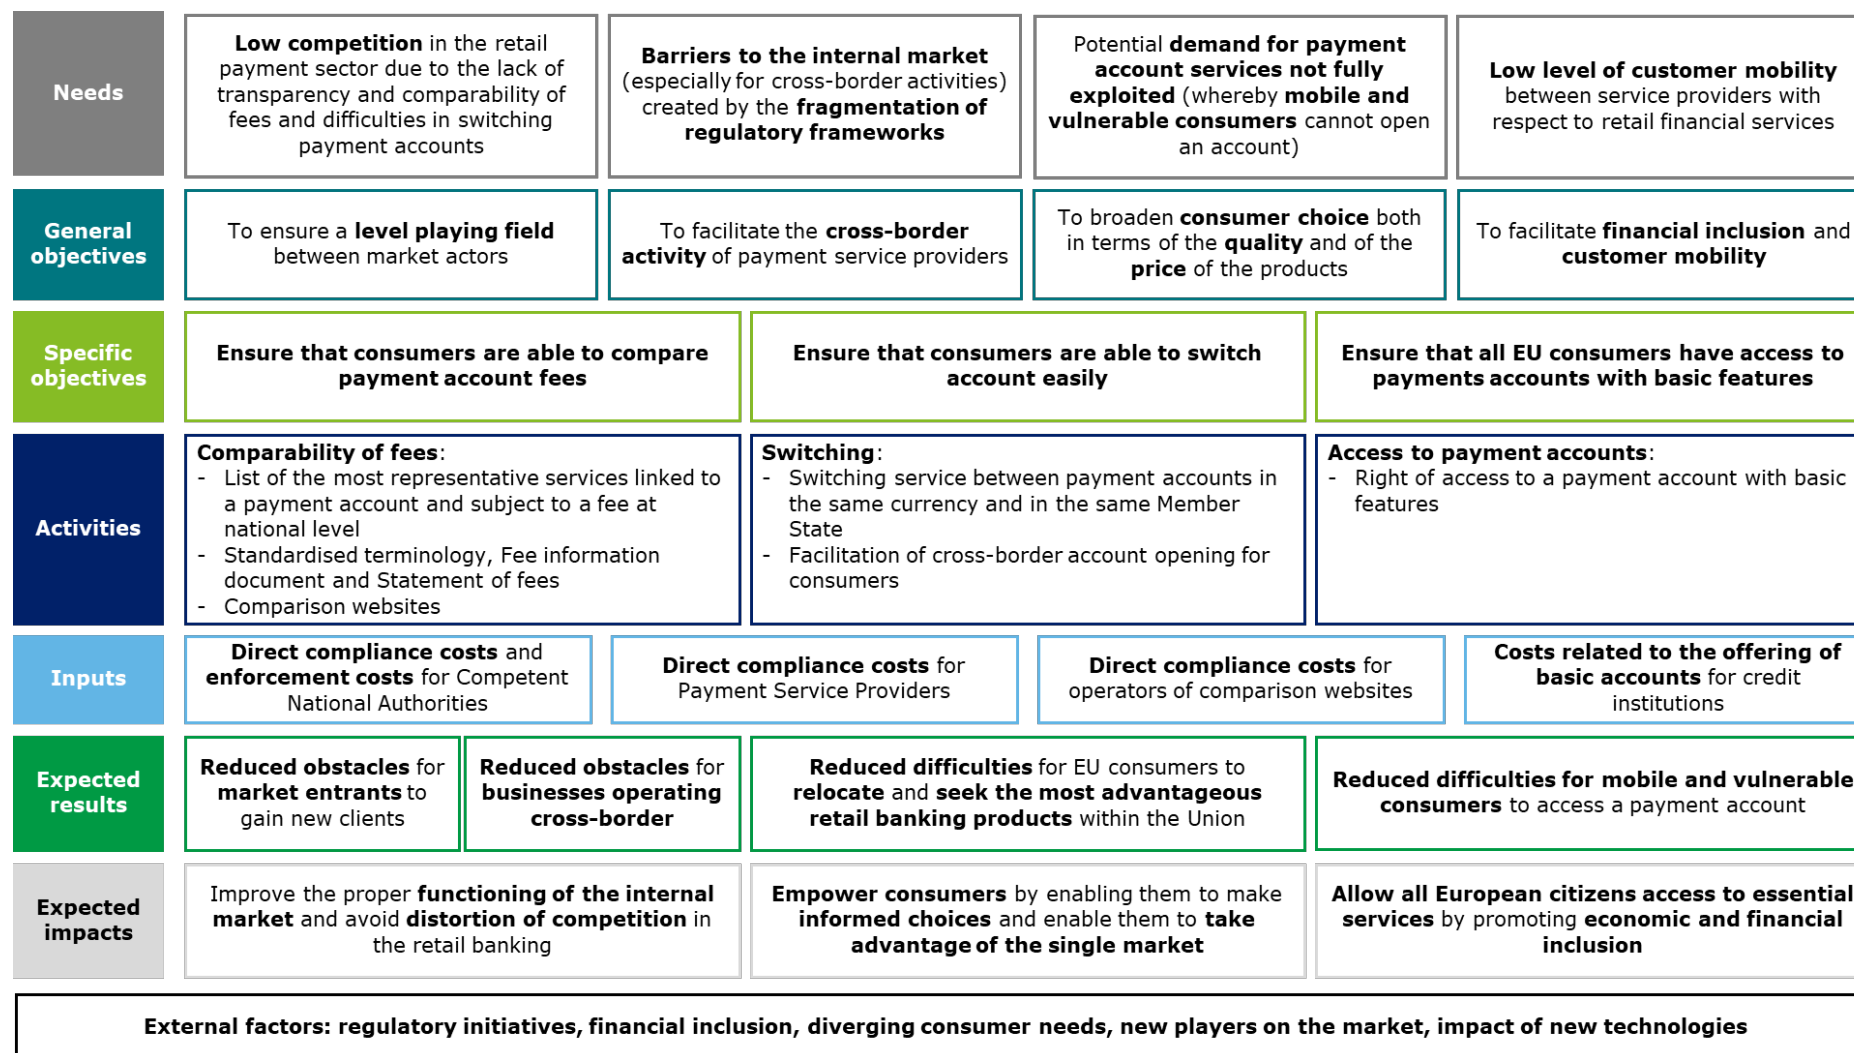 Needs
Low competition in the retail
payment sector due to the lack of
transparency and comparability of
fees and difficulties in switching
payment accounts
Barriers to the internal market
(especially for cross-border activities)
created by the fragmentation of
regulatory frameworks
Potential demand for payment
account services not fully
exploited (whereby mobile and
vulnerable consumers cannot open
an account)
Low level of customer mobility
between service providers with
respect to retail financial services
General
objectives
To ensure a level playing field
between market actors
To facilitate the cross-border
activity of payment service providers
To broaden consumer choice both
in terms of the quality and of the
price of the products
To facilitate financial inclusion and
customer mobility
Specific
objectives
Ensure that consumers are able to compare
payment account fees
Ensure that consumers are able to switch
account easily
Ensure that all EU consumers have access to
payments accounts with basic features
Activities
Comparability of fees:
- List of the most representative services linked to
a payment account and subject to a fee at
national level
- Standardised terminology, Fee information
document and Statement of fees
- Comparison websites
Switching:
- Switching service between payment accounts in
the same currency and in the same Member
State
- Facilitation of cross-border account opening for
consumers
Access to payment accounts:
- Right of access to a payment account with basic
features
Inputs
Direct compliance costs and
enforcement costs for Competent
National Authorities
Direct compliance costs for
Payment Service Providers
Direct compliance costs for
operators of comparison websites
Costs related to the offering of
basic accounts for credit
institutions
Expected
results
Reduced obstacles for
market entrants to
gain new clients
Reduced obstacles for
businesses operating
cross-border
Reduced difficulties for EU consumers to
relocate and seek the most advantageous
retail banking products within the Union
Reduced difficulties for mobile and vulnerable
consumers to access a payment account
Expected
impacts
Improve the proper functioning of the internal
market and avoid distortion of competition in
the retail banking
Empower consumers by enabling them to make
informed choices and enable them to take
advantage of the single market
Allow all European citizens access to essential
services by promoting economic and financial
inclusion
External factors: regulatory initiatives, financial inclusion, diverging consumer needs, new players on the market, impact of new technologies